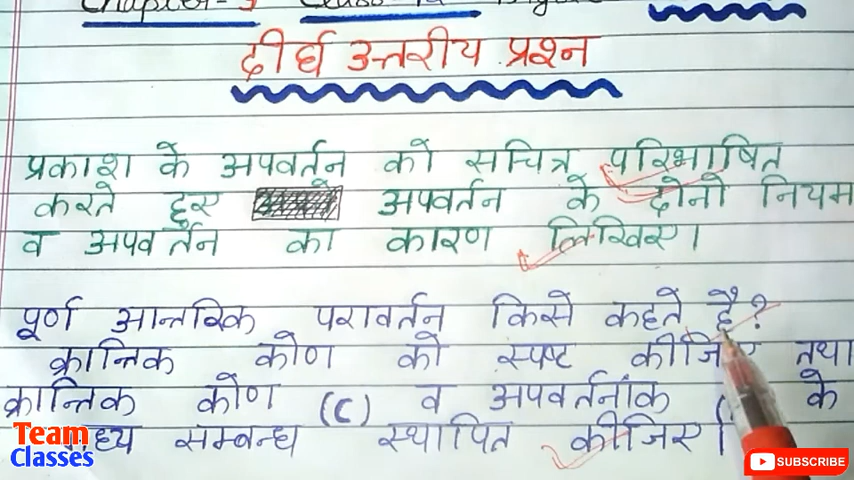 दीर्घ उत्तरीय प्रश्न
प्रकाश के अपवर्तन को सचित्र परिभाषित
करते हुए अपवर्तन के दोनो नियम
व अपवर्तन का कारण लिखिए।
पूर्ण आन्तरिक परावर्तन किसे कहते है?
क्रान्तिक कोण को स्पष्ट कीजिए तथा
क्रान्तिक कोण (C) व अपवर्तनांक के
मध्य सम्बन्ध स्थापित कीजिए।
Team
Classes
SUBSCRIBE